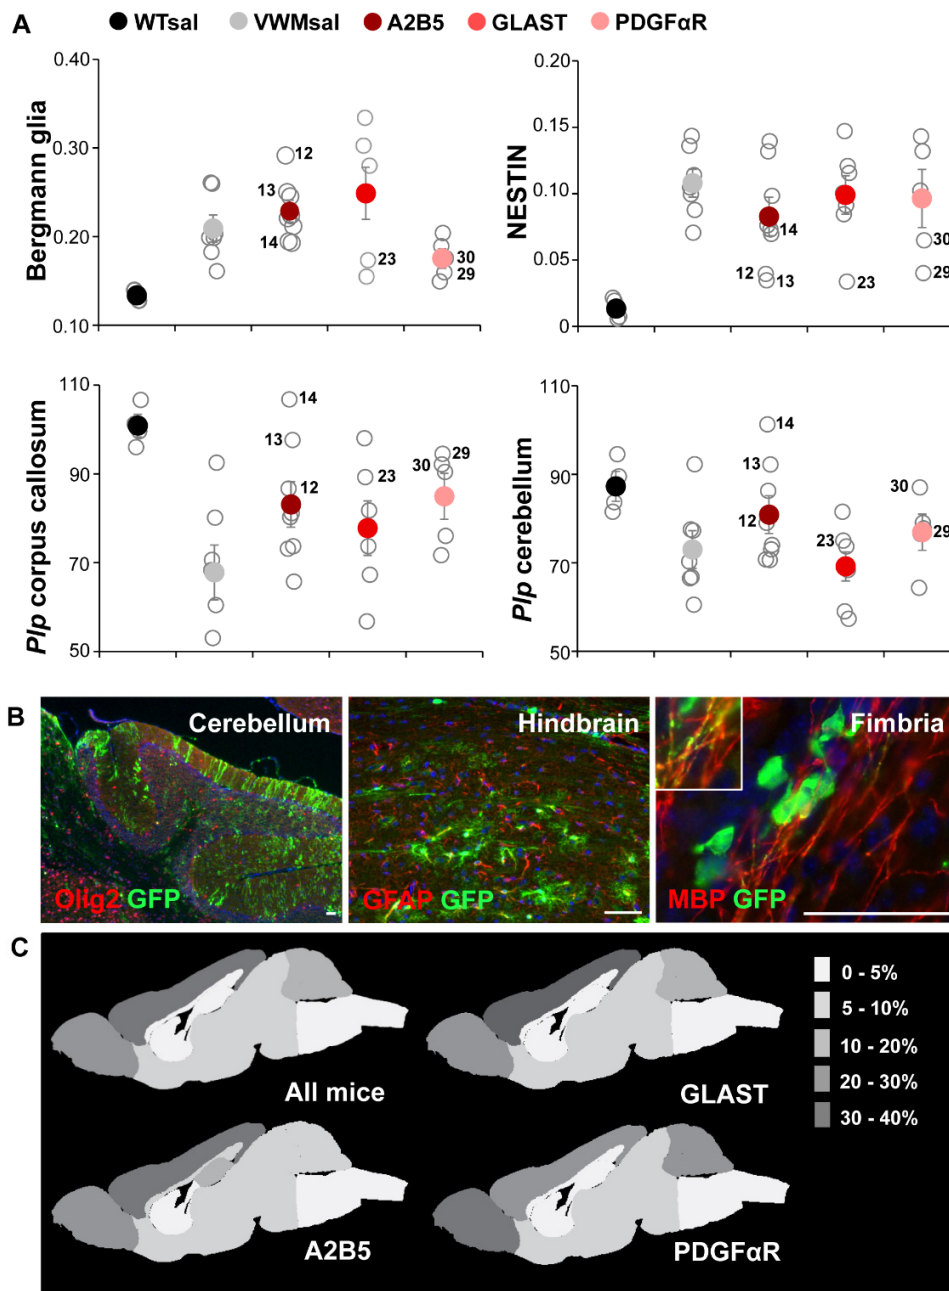 A
WTsal VWMsal A2B5 GLAST PDGFαR
Bergmann glia
0.40
0.30
0.20
0.10
12
13
14
23
30
29
NESTIN
0.15
0.10
0.05
0
14
12
13
23
30
29
Plp corpus callosum
110
90
70
50
14
13
12
23
29
30
Plp cerebellum
110
90
70
50
14
13
12
23
30
29
B
Cerebellum
Olig2 GFP
Hindbrain
GFAP GFP
Fimbria
MBP GFP
C
All mice
GLAST
A2B5
PDGFαR
0 - 5%
5 - 10%
10 - 20%
20 - 30%
30 - 40%